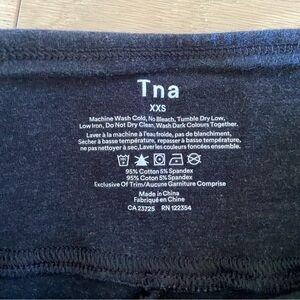 Tna
XXS
Machine Wash Cold, No Bleach, Tumble Dry Low,
Low Iron, Do Not Dry Clean, Wash Dark Colours Together.
Laver à la machine à l'eau froide, pas de blanchiment,
Sécher à basse température, repasser à basse température,
ne pas nettoyer à sec, Laver les couleurs foncées ensemble.
95% Cotton 5% Spandex
95% Coton 5% Spandex
Exclusive Of Trim/Aucune Garniture Comprise
Made in China
Fabriqué en Chine
CA 23725 RN 122354